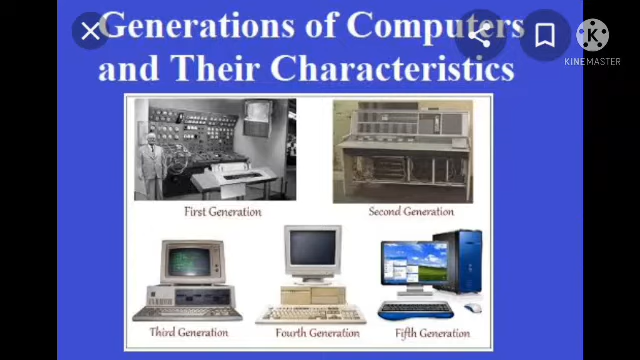 Generations of Computers
and Their Characteristics
KINEMASTER
First Generation
Second Generation
Third Generation
Fourth Generation
Fifth Generation